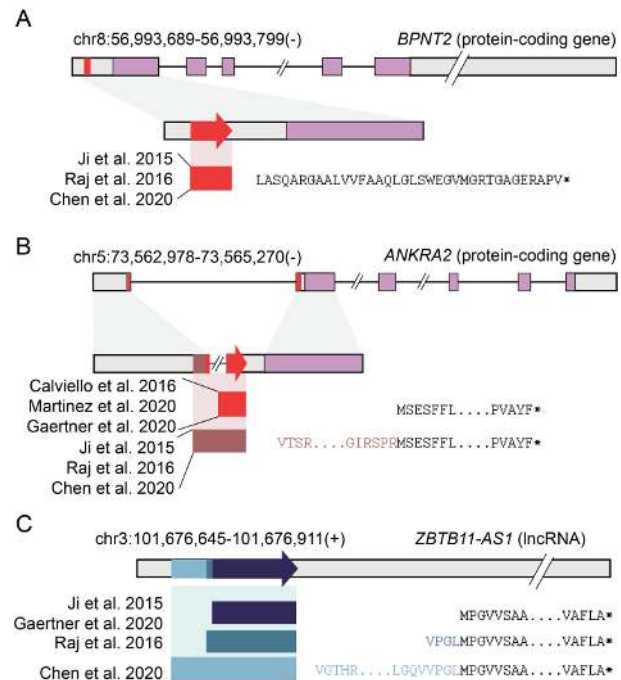 A
chr8:56,993,689-56,993,799(-) BPNT2 (protein-coding gene)
Ji et al. 2015
Raj et al. 2016
Chen et al. 2020
LASQARGAALVVFAAQLGLSWEGVMGRTGAGERAPV*
B
chr5:73,562,978-73,565,270(-) ANKRA2 (protein-coding gene)
Calviello et al. 2016
Martinez et al. 2020
Gaertner et al. 2020
Ji et al. 2015
Raj et al. 2016
Chen et al. 2020
MSESFFL....PVAYF*
VTSR....GIRSPRMSESFFL....PVAYF*
C
chr3:101,676,645-101,676,911(+) ZBTB11-AS1 (lncRNA)
Ji et al. 2015
Gaertner et al. 2020
Raj et al. 2016
Chen et al. 2020
MPGVVSAA....VAFLA*
VPGLMPGVVSAA....VAFLA*
VGTHR....LGQVVPGLMPGVVSAA....VAFLA*